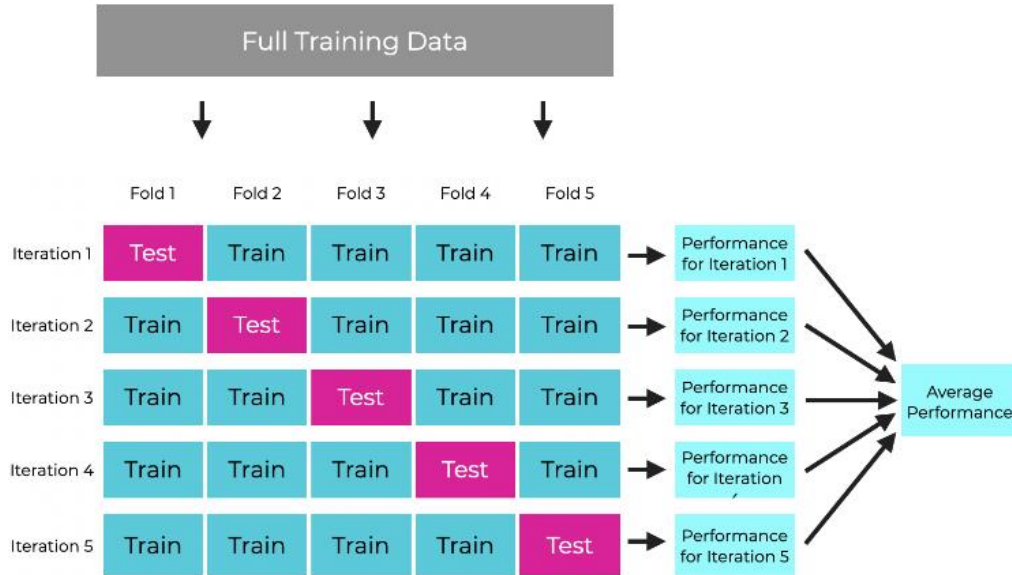 Full Training Data
Fold 1 Fold 2 Fold 3 Fold 4 Fold 5
Iteration 1 Test Train Train Train Train Performance
for Iteration 1
Iteration 2 Train Test Train Train Train Performance
for Iteration 2
Iteration 3 Train Train Test Train Train Performance
for Iteration 3
Average
Performance
Iteration 4 Train Train Train Test Train Performance
for Iteration
Iteration 5 Train Train Train Train Test Performance
for Iteration 5